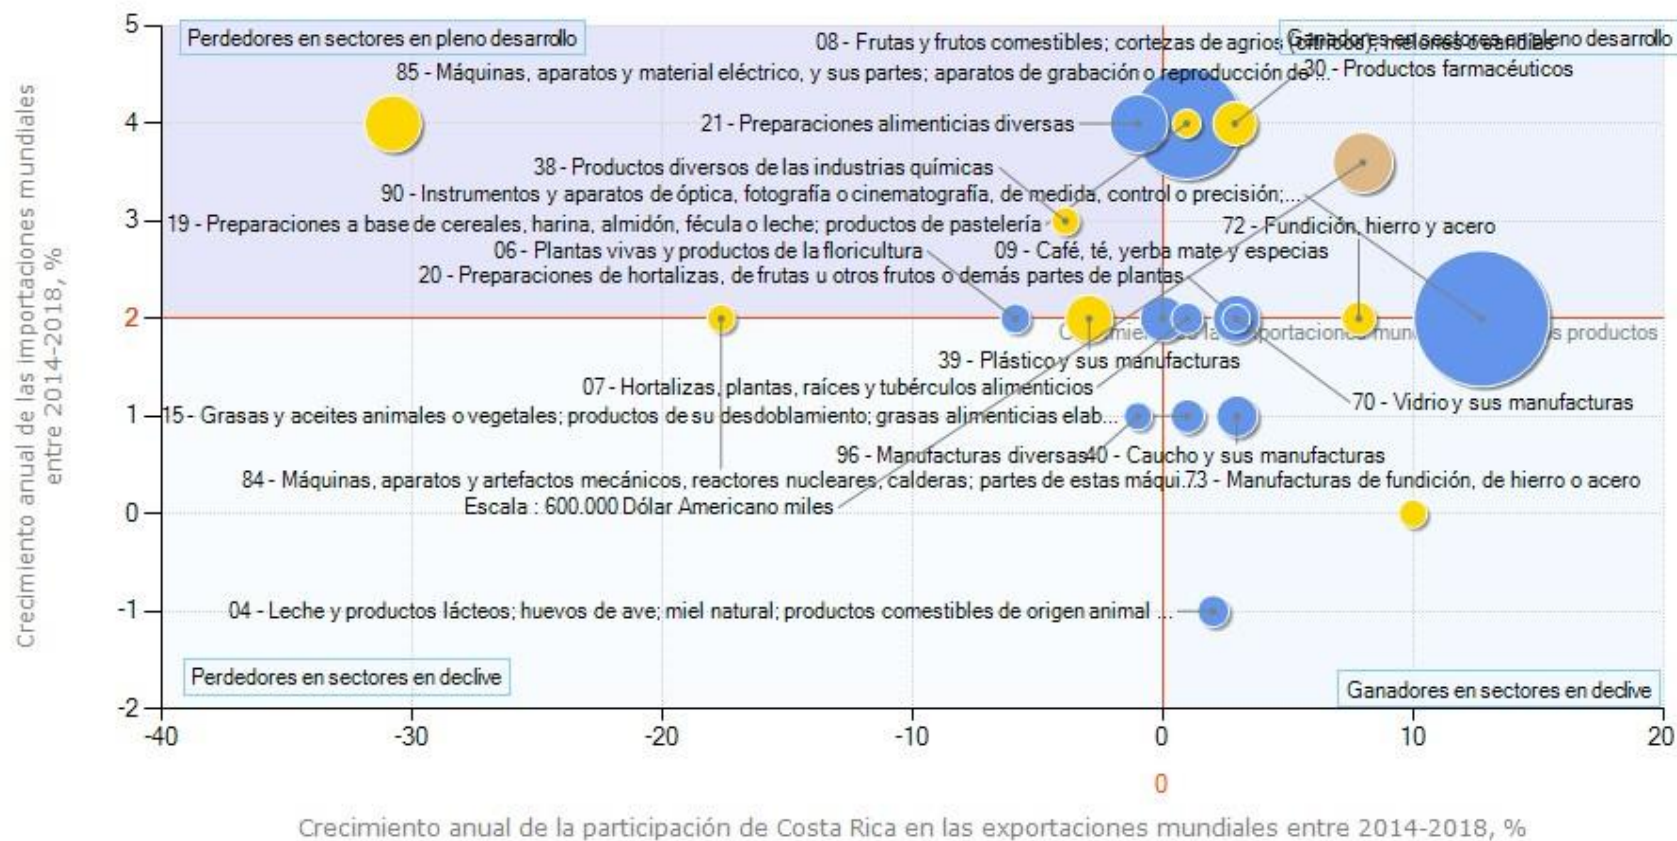 Crecimiento anual de las importaciones mundiales
entre 2014-2018, %
5
4
3
2
1
0
-1
-2
Perdedores en sectores en pleno desarrollo
Ganadores en sectores en pleno desarrollo
08 - Frutas y frutos comestibles; cortezas de agrios (cítricos), melones o sandías
85 - Máquinas, aparatos y material eléctrico, y sus partes; aparatos de grabación o reproducción de ...
30 - Productos farmacéuticos
21 - Preparaciones alimenticias diversas
38 - Productos diversos de las industrias químicas
90 - Instrumentos y aparatos de óptica, fotografía o cinematografía, de medida, control o precisión;...
19 - Preparaciones a base de cereales, harina, almidón, fécula o leche; productos de pastelería
72 - Fundición, hierro y acero
06 - Plantas vivas y productos de la floricultura
09 - Café, té, yerba mate y especias
20 - Preparaciones de hortalizas, de frutas u otros frutos o demás partes de plantas
productos
39 - Plástico y sus manufacturas
07 - Hortalizas, plantas, raíces y tubérculos alimenticios
70 - Vidrio y sus manufacturas
15 - Grasas y aceites animales o vegetales; productos de su desdoblamiento; grasas alimenticias elab...
96 - Manufacturas diversas
40 - Caucho y sus manufacturas
84 - Máquinas, aparatos y artefactos mecánicos, reactores nucleares, calderas; partes de estas máqui...
73 - Manufacturas de fundición, de hierro o acero
Escala : 600.000 Dólar Americano miles
04 - Leche y productos lácteos; huevos de ave; miel natural; productos comestibles de origen animal ...
Perdedores en sectores en declive
Ganadores en sectores en declive
-40 -30 -20 -10 0 10 20
0
Crecimiento anual de la participación de Costa Rica en las exportaciones mundiales entre 2014-2018, %